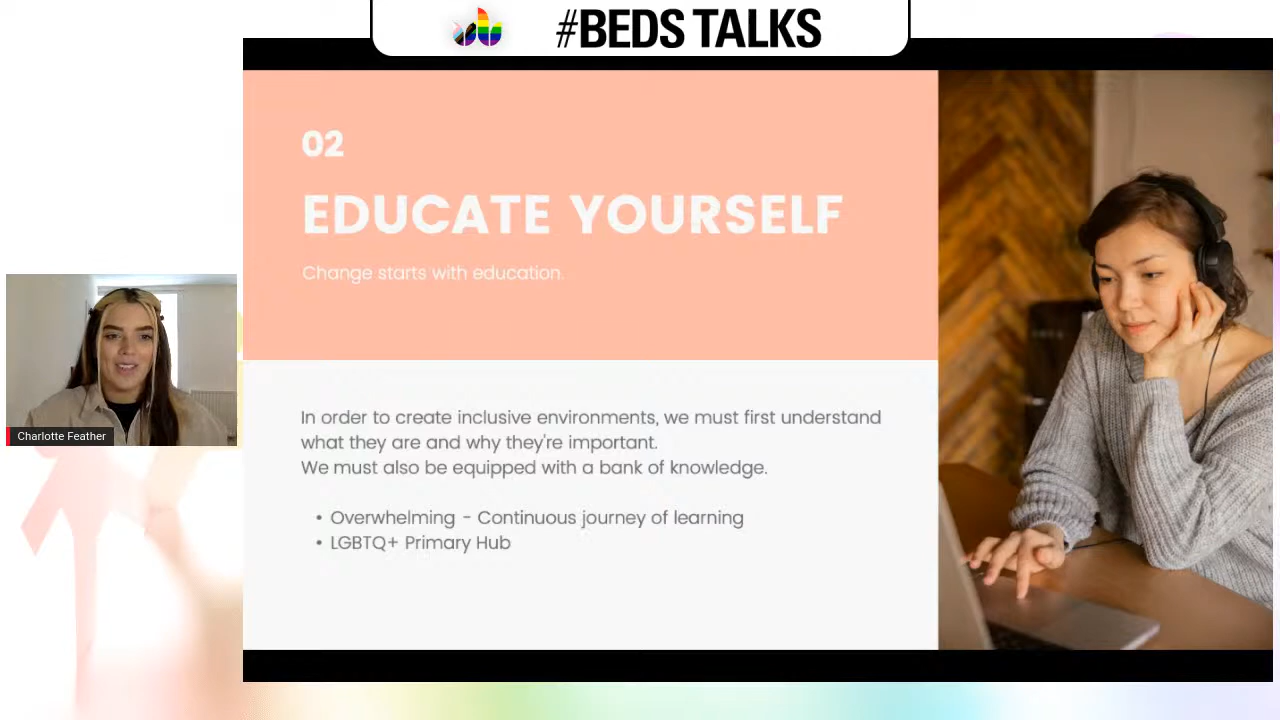 #BEDS TALKS
02
EDUCATE YOURSELF
Change starts with education.
Charlotte Feather
In order to create inclusive environments, we must first understand
what they are and why they're important.
We must also be equipped with a bank of knowledge.
• Overwhelming - Continuous journey of learning
• LGBTQ+ Primary Hub